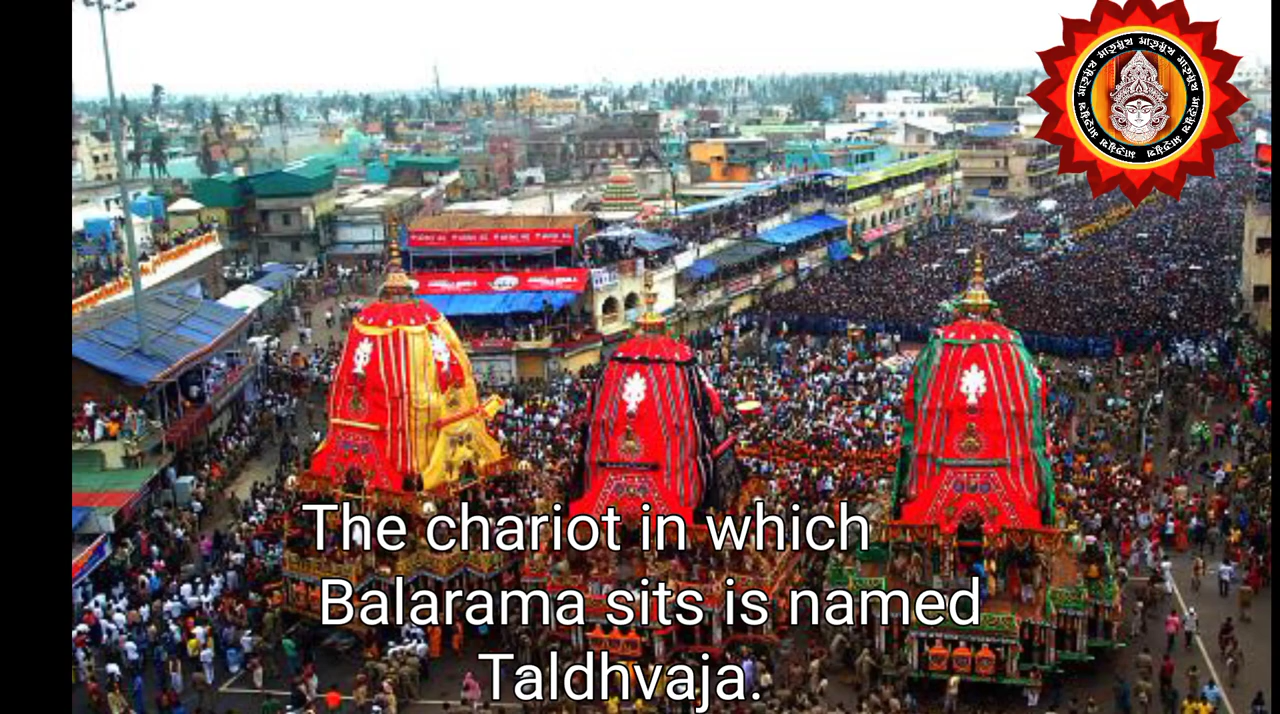 মাতৃমুখ মাতৃমুখ মাতৃমুখ মাতৃমুখ মাতৃমুখ মাতৃমুখ মাতৃমুখ মাতৃমুখ
The chariot in which
Balarama sits is named
Taldhvaja.